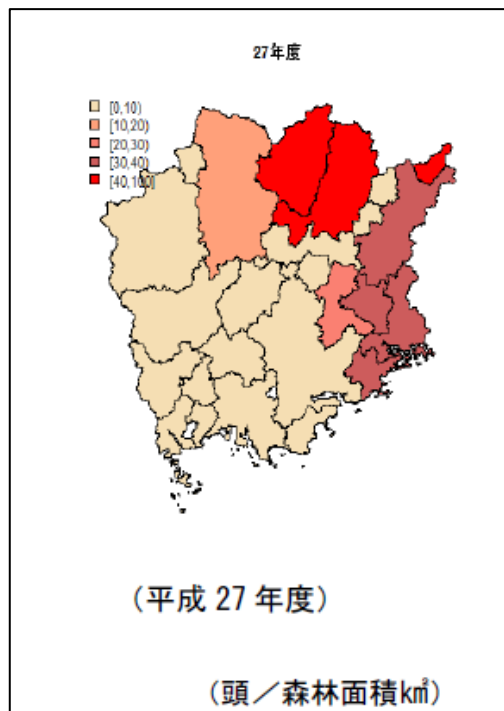 27年度
[0,10)
[10,20)
[20,30)
[30,40)
[40,100]
(平成 27 年度)
(頭／森林面積k㎡)